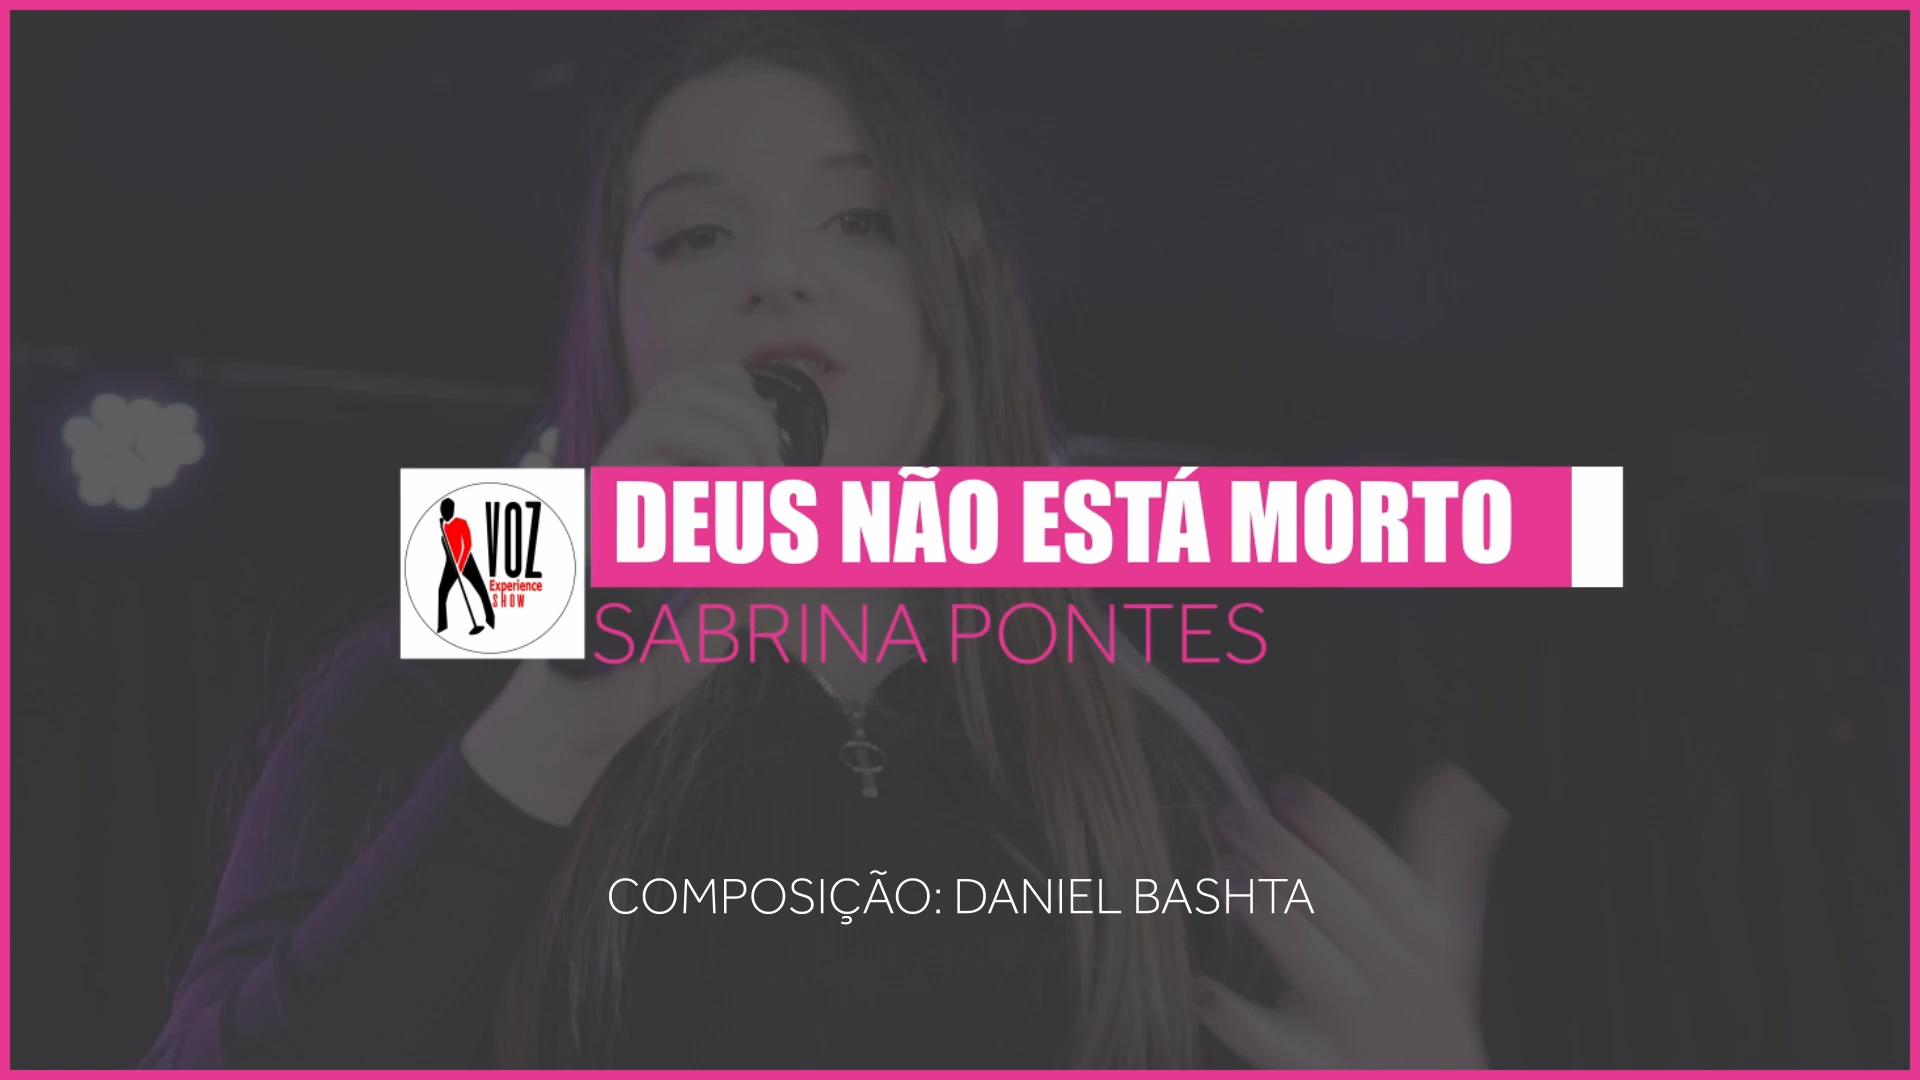 VOZ
Experience
SHOW
DEUS NÃO ESTÁ MORTO
SABRINA PONTES
COMPOSIÇÃO: DANIEL BASHTA